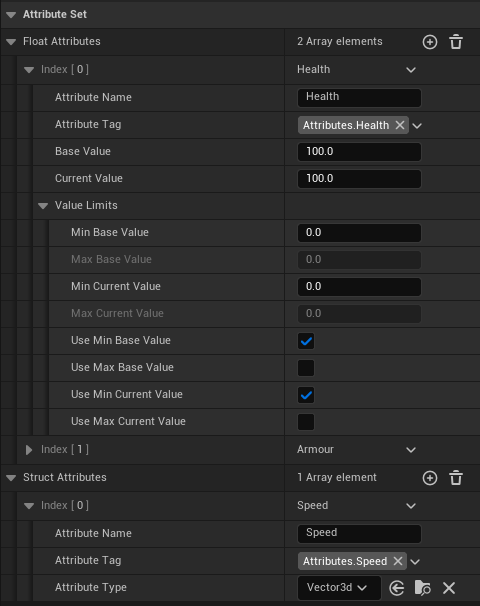 Attribute Set
Float Attributes 2 Array elements
Index [ 0 ] Health
Attribute Name Health
Attribute Tag Attributes.Health
Base Value 100.0
Current Value 100.0
Value Limits
Min Base Value 0.0
Max Base Value 0.0
Min Current Value 0.0
Max Current Value 0.0
Use Min Base Value
Use Max Base Value
Use Min Current Value
Use Max Current Value
Index [ 1 ] Armour
Struct Attributes 1 Array element
Index [ 0 ] Speed
Attribute Name Speed
Attribute Tag Attributes.Speed
Attribute Type Vector3d